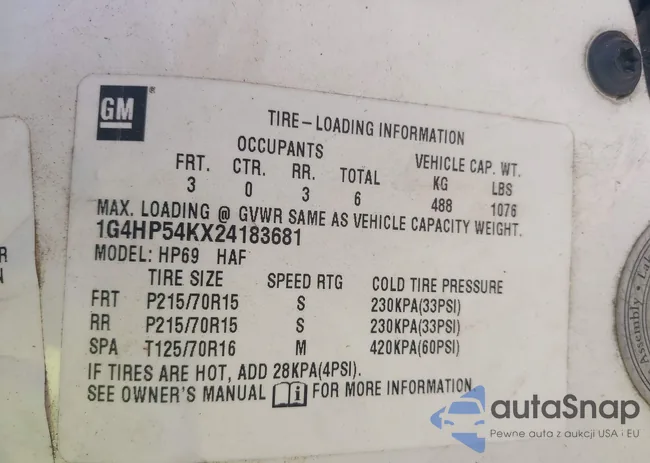 GM ®
TIRE-LOADING INFORMATION
OCCUPANTS VEHICLE CAP. WT.
FRT. CTR. RR. TOTAL KG LBS
3 0 3 6 488 1076
MAX. LOADING @ GVWR SAME AS VEHICLE CAPACITY WEIGHT.
1G4HP54KX24183681
MODEL: HP69 HAF
TIRE SIZE SPEED RTG COLD TIRE PRESSURE
FRT P215/70R15 S 230KPA(33PSI)
RR P215/70R15 S 230KPA(33PSI)
SPA T125/70R16 M 420KPA(60PSI)
IF TIRES ARE HOT, ADD 28KPA(4PSI).
SEE OWNER'S MANUAL i FOR MORE INFORMATION
R
N
Assembly • 
autaSnap
Pewne auta z aukcji USA i EU